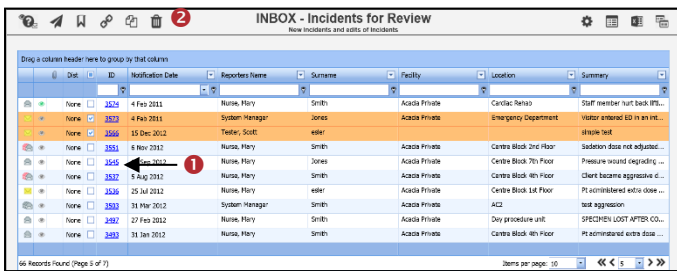 2
INBOX - Incidents for Review
New Incidents and edits of Incidents
Drag a column header here to group by that column
Dist ID Notification Date Reporters Name Surname Facility Location Summary
None 3574 4 Feb 2011 Nurse, Mary Smith Acacia Private Cardiac Rehab Staff member hurt back lifti...
None 3573 4 Feb 2011 System Manager Jones Acacia Private Emergency Department Visitor entered ED in an int...
None 3566 15 Dec 2012 Tester, Scott esler Acacia Private simple test
None 3551 6 Nov 2012 Nurse, Mary Smith Acacia Private Centre Block 2nd Floor Sedation dose not adjusted...
None 3545 Sep 2012 1 Nurse, Mary Jones Acacia Private Centre Block 7th Floor Pressure wound degrading ...
None 3537 5 Aug 2012 Nurse, Mary Smith Acacia Private Centre Block 4th Floor Client became aggressive d...
None 3536 25 Jul 2012 Nurse, Mary esler Acacia Private Centre Block 1st Floor Pt administered extra dose ...
None 3503 31 Mar 2012 System Manager Smith Acacia Private AC2 test aggression
None 3497 27 Feb 2012 Nurse, Mary Smith Acacia Private Day procedure unit SPECIMEN LOST AFTER CO...
None 3493 31 Jan 2012 Nurse, Mary Smith Acacia Private Centre Block 4th Floor Pt adminstered extra dose ...
66 Records Found (Page 5 of 7) Items per page: 10 5